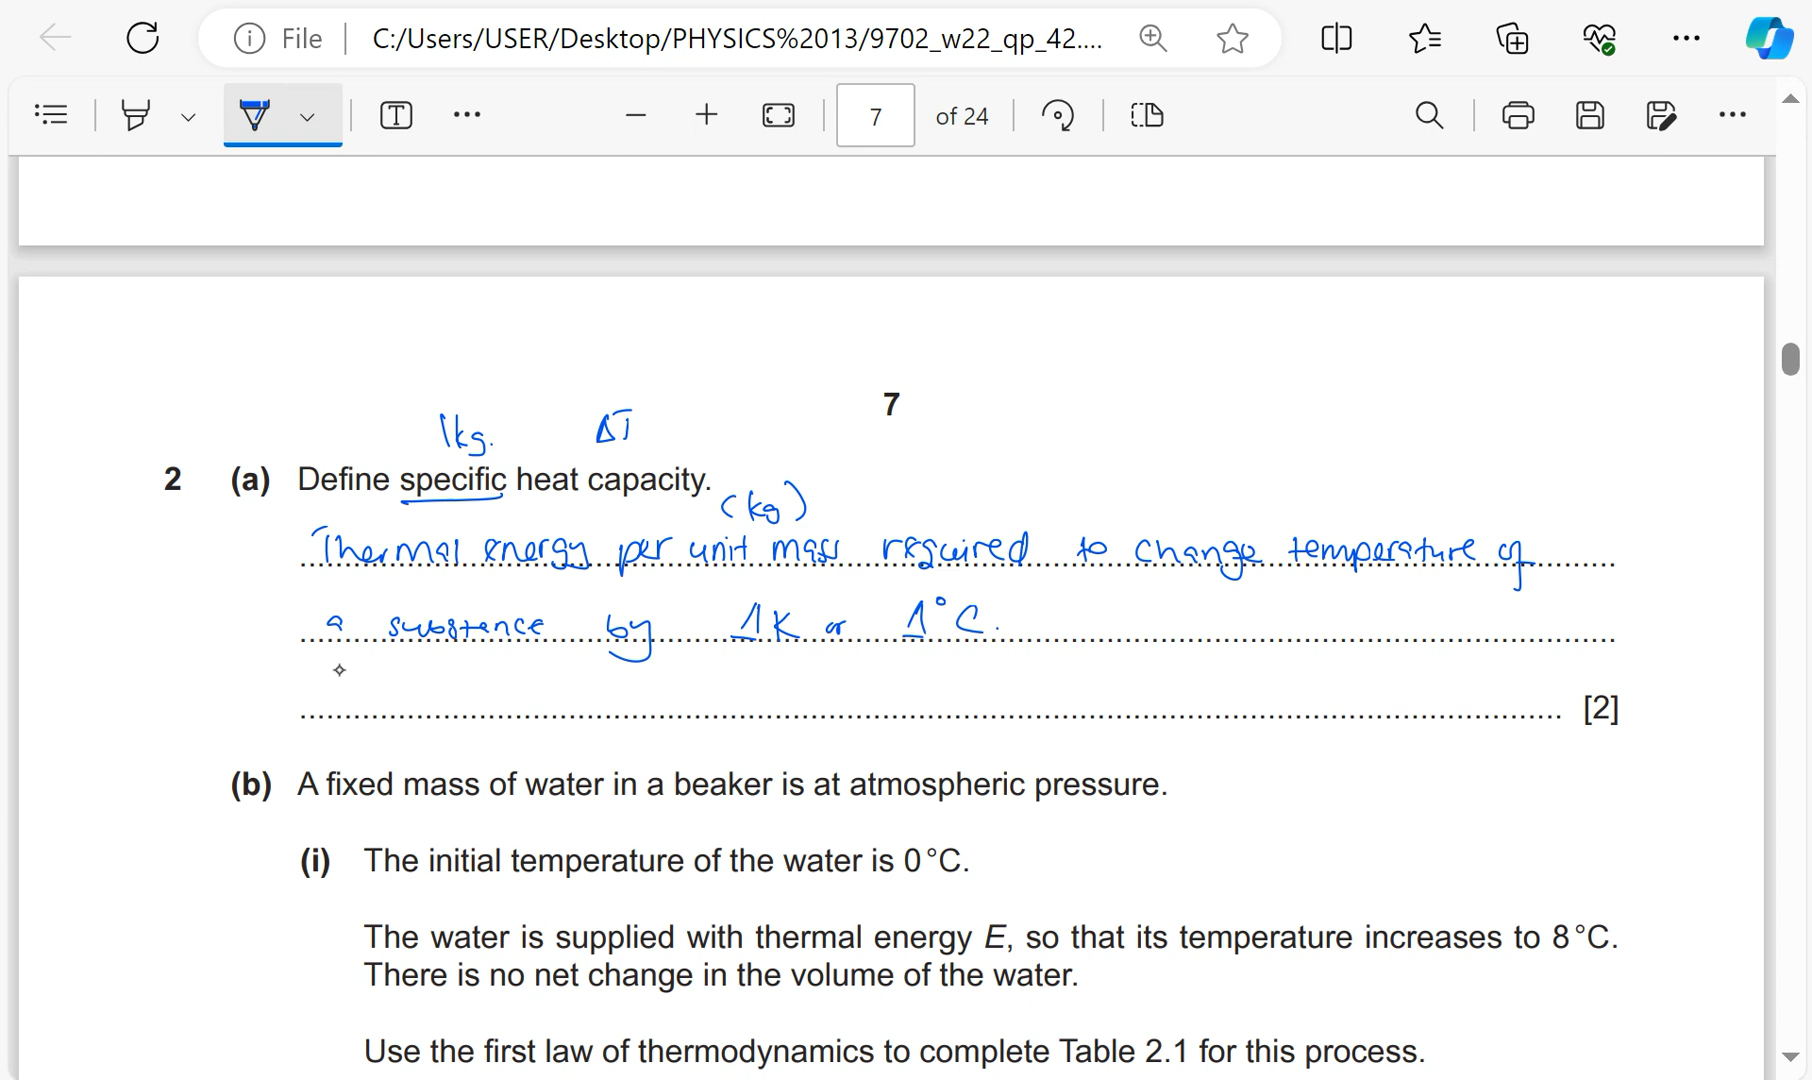 File
C:/Users/USER/Desktop/PHYSICS%2013/9702_w22_qp_42....
7 of 24
7
1kg. ΔT
2 (a) Define specific heat capacity.
(kg)
Thermal energy per unit mass required to change temperature of
a substance by 1K or 1°C.
[2]
(b) A fixed mass of water in a beaker is at atmospheric pressure.
(i) The initial temperature of the water is 0°C.
The water is supplied with thermal energy E, so that its temperature increases to 8°C.
There is no net change in the volume of the water.
Use the first law of thermodynamics to complete Table 2.1 for this process.